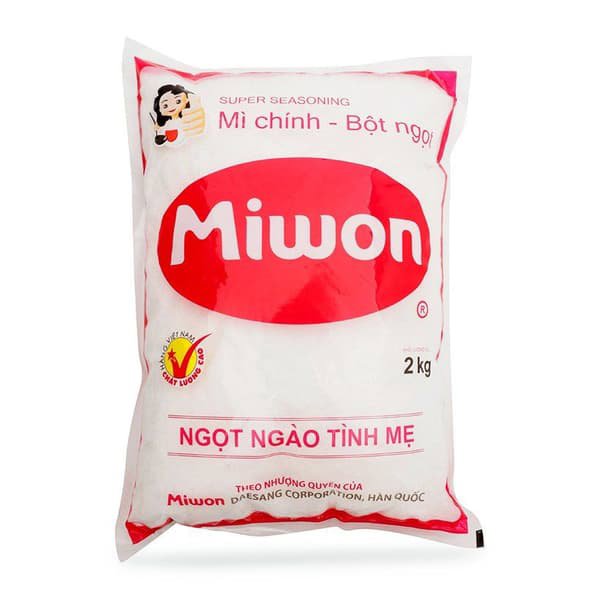 SUPER SEASONING
Mì chính - Bột ngọt
Miwon
®
HÀNG VIỆT NAM
CHẤT LƯỢNG CAO
2 kg
NGỌT NGÀO TÌNH MẸ
THEO NHƯỢNG QUYỀN CỦA
Miwon DAESANG CORPORATION, HÀN QUỐC